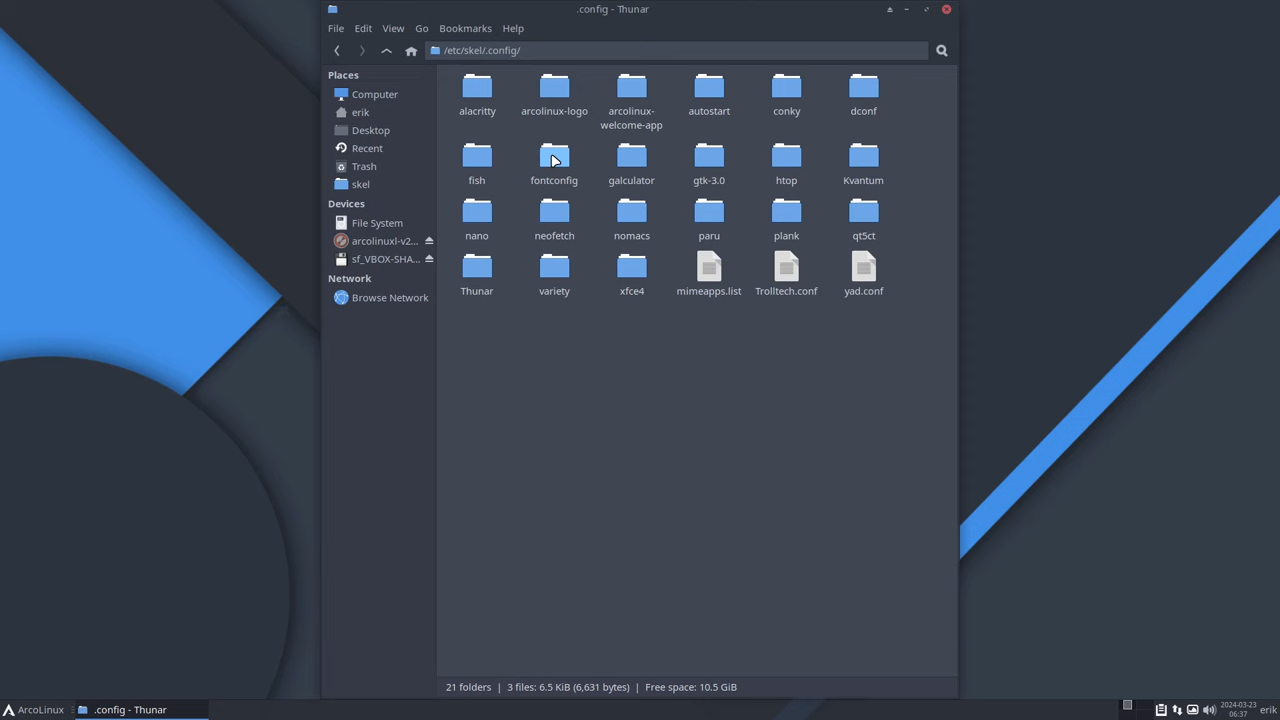 .config - Thunar
File Edit View Go Bookmarks Help
/etc/skel/.config/
Places
Computer
erik
Desktop
Recent
Trash
skel
Devices
File System
arcolinuxl-v2...
sf_VBOX-SHA...
Network
Browse Network
alacritty
arcolinux-logo
arcolinux-
welcome-app
autostart
conky
dconf
fish
fontconfig
galculator
gtk-3.0
htop
Kvantum
nano
neofetch
nomacs
paru
plank
qt5ct
Thunar
variety
xfce4
mimeapps.list
Trolltech.conf
yad.conf
21 folders | 3 files: 6.5 KiB (6,631 bytes) | Free space: 10.5 GiB
ArcoLinux
.config - Thunar
2024-03-23
06:37
erik